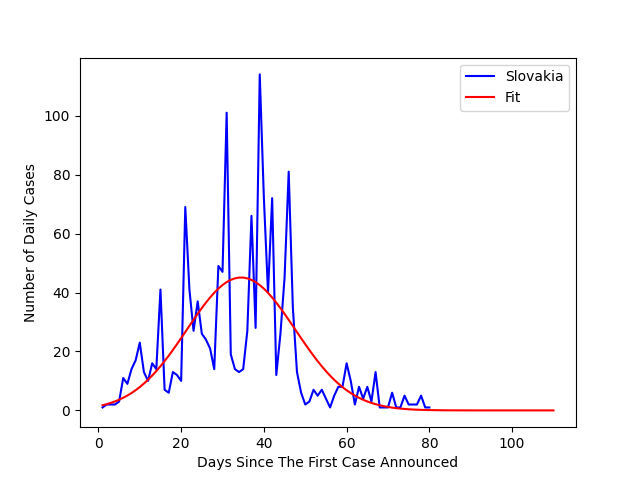 Slovakia
Fit
100
80
60
40
20
0
Number of Daily Cases
0 20 40 60 80 100
Days Since The First Case Announced